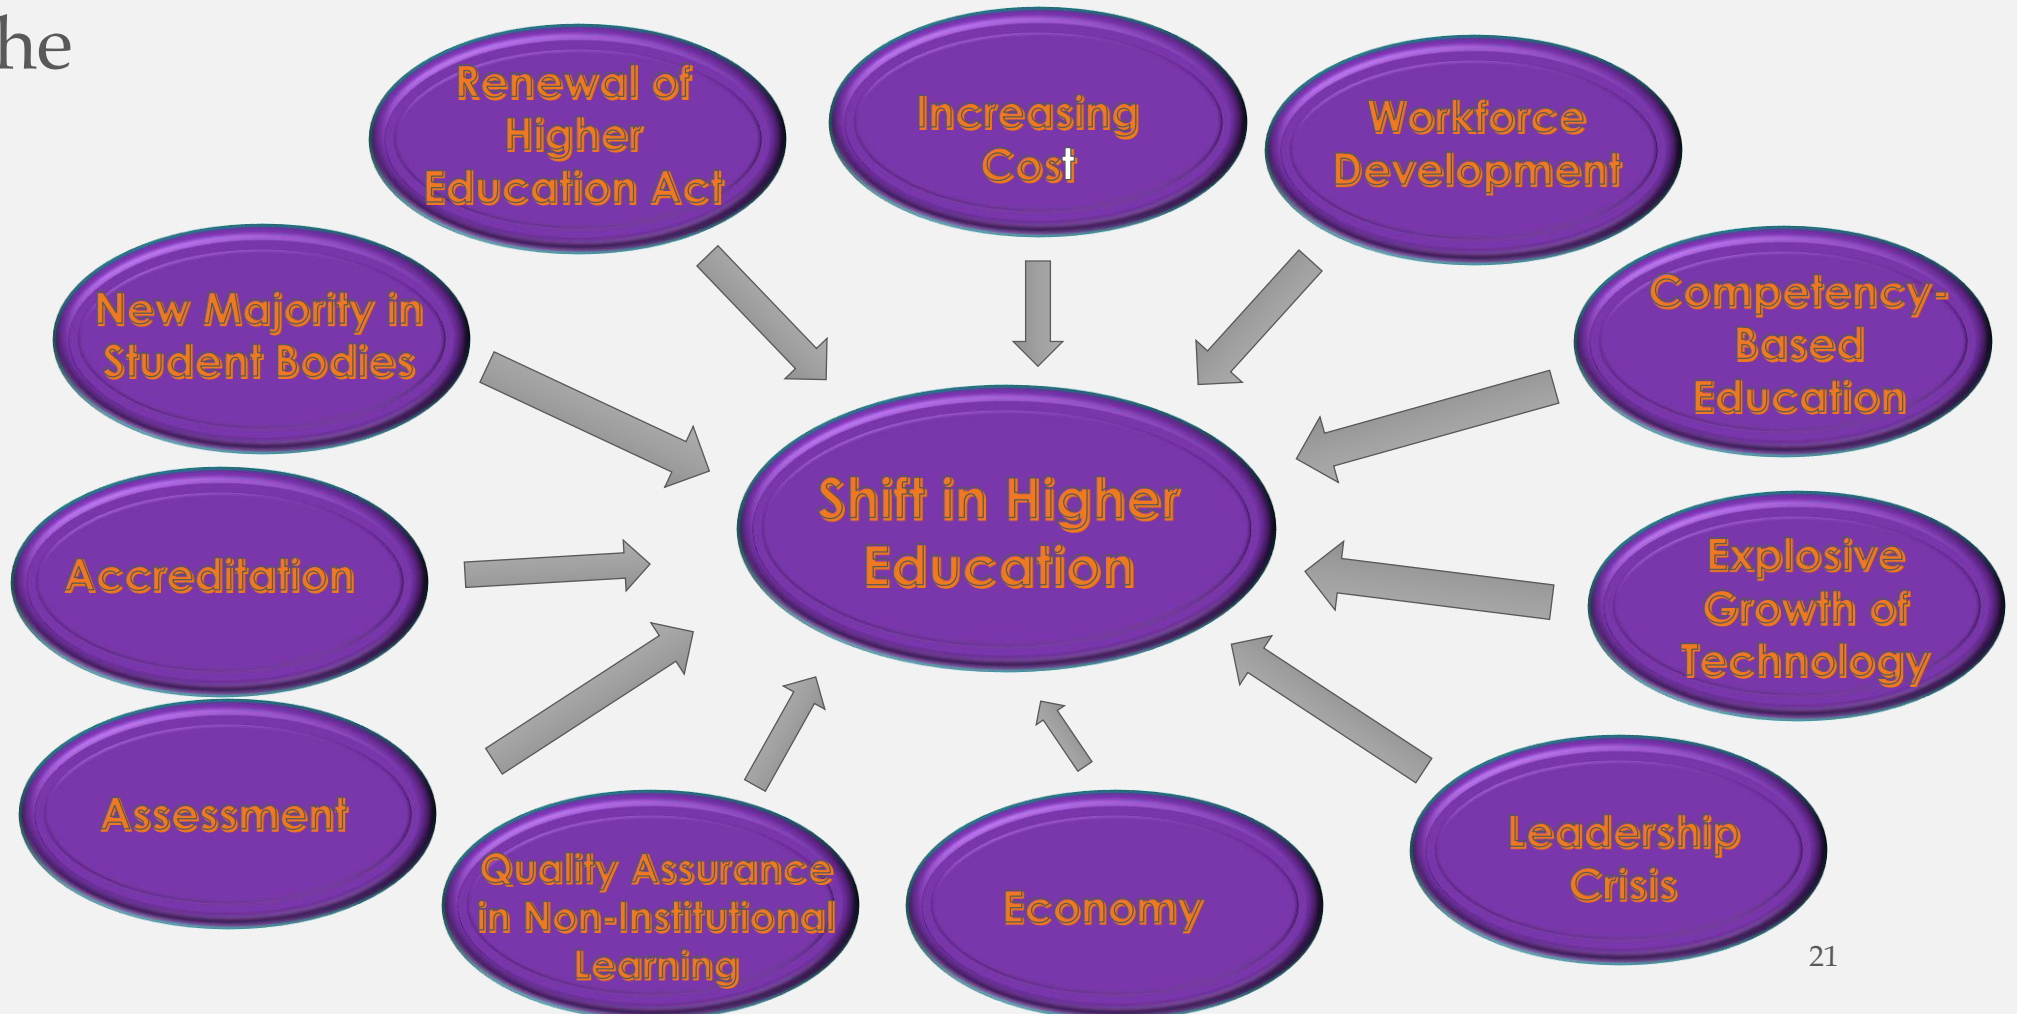 he
Renewal of
Higher
Education Act
Increasing
Cost
Workforce
Development
New Majority in
Student Bodies
Competency-
Based
Education
Shift in Higher
Education
Accreditation
Explosive
Growth of
Technology
Assessment
Quality Assurance
in Non-Institutional
Learning
Economy
Leadership
Crisis
21